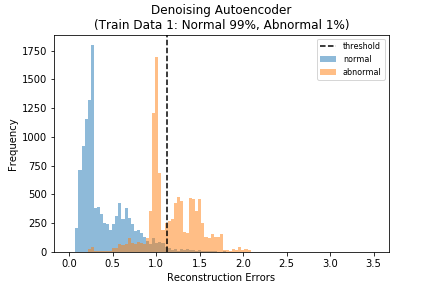 Denoising Autoencoder
(Train Data 1: Normal 99%, Abnormal 1%)
threshold
normal
abnormal
Frequency
1750
1500
1250
1000
750
500
250
0
0.0 0.5 1.0 1.5 2.0 2.5 3.0 3.5
Reconstruction Errors